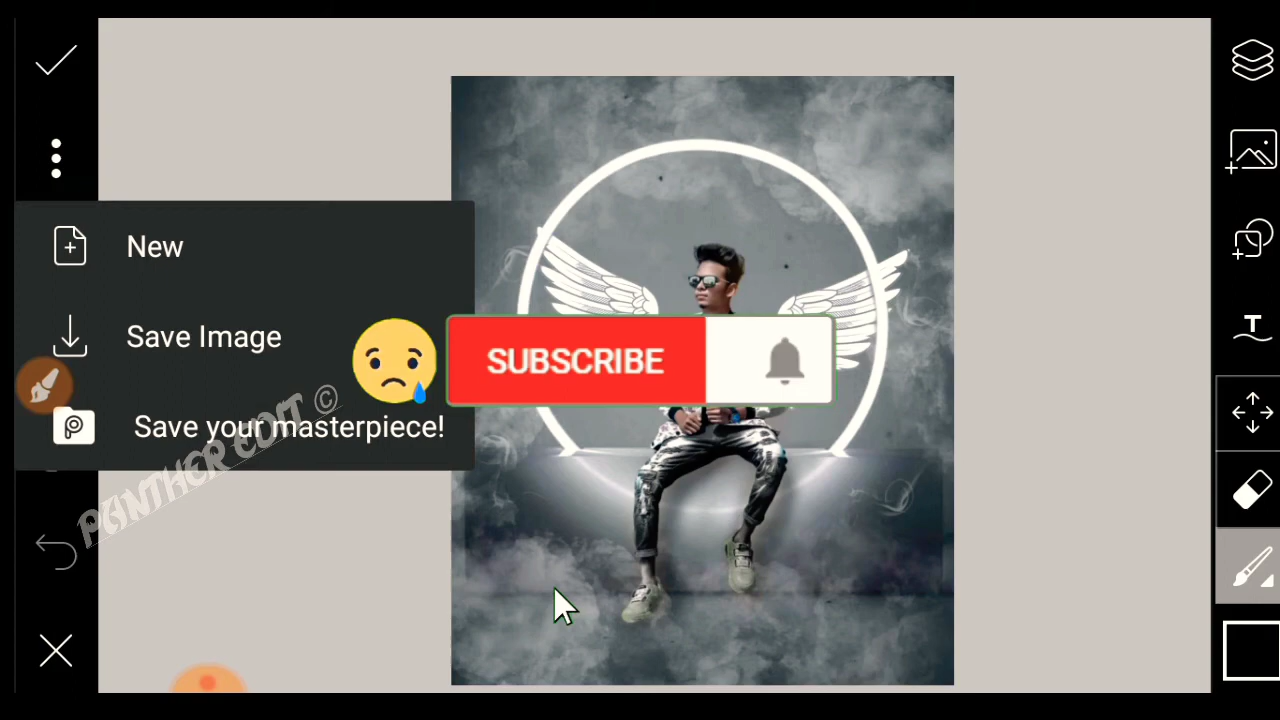 New
Save Image
SUBSCRIBE
Save your masterpiece!
PANTHER EDIT ©
T